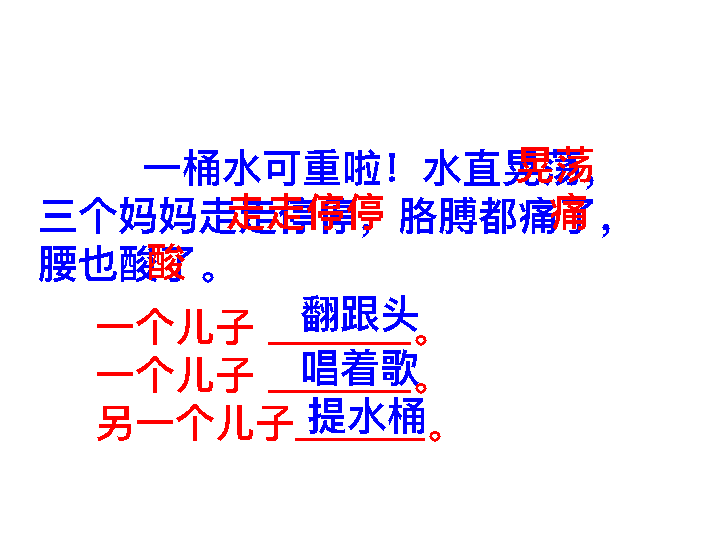 一桶水可重啦！水直晃荡，
三个妈妈走走停停，胳膊都痛了，
腰也酸了。
一个儿子 翻跟头。
一个儿子 唱着歌。
另一个儿子提水桶。